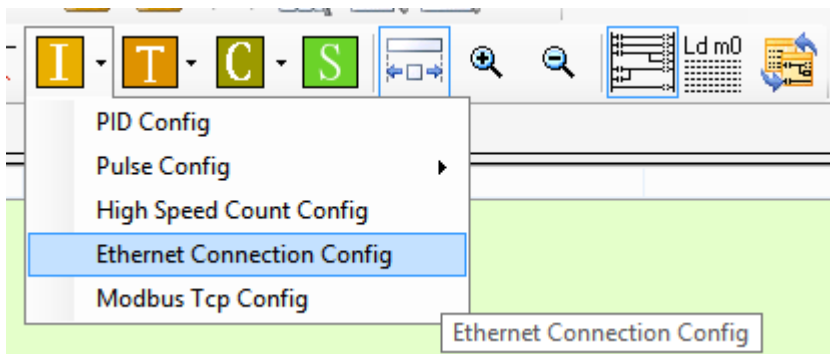 I T C S Ld m0
PID Config
Pulse Config
High Speed Count Config
Ethernet Connection Config
Modbus Tcp Config
Ethernet Connection Config